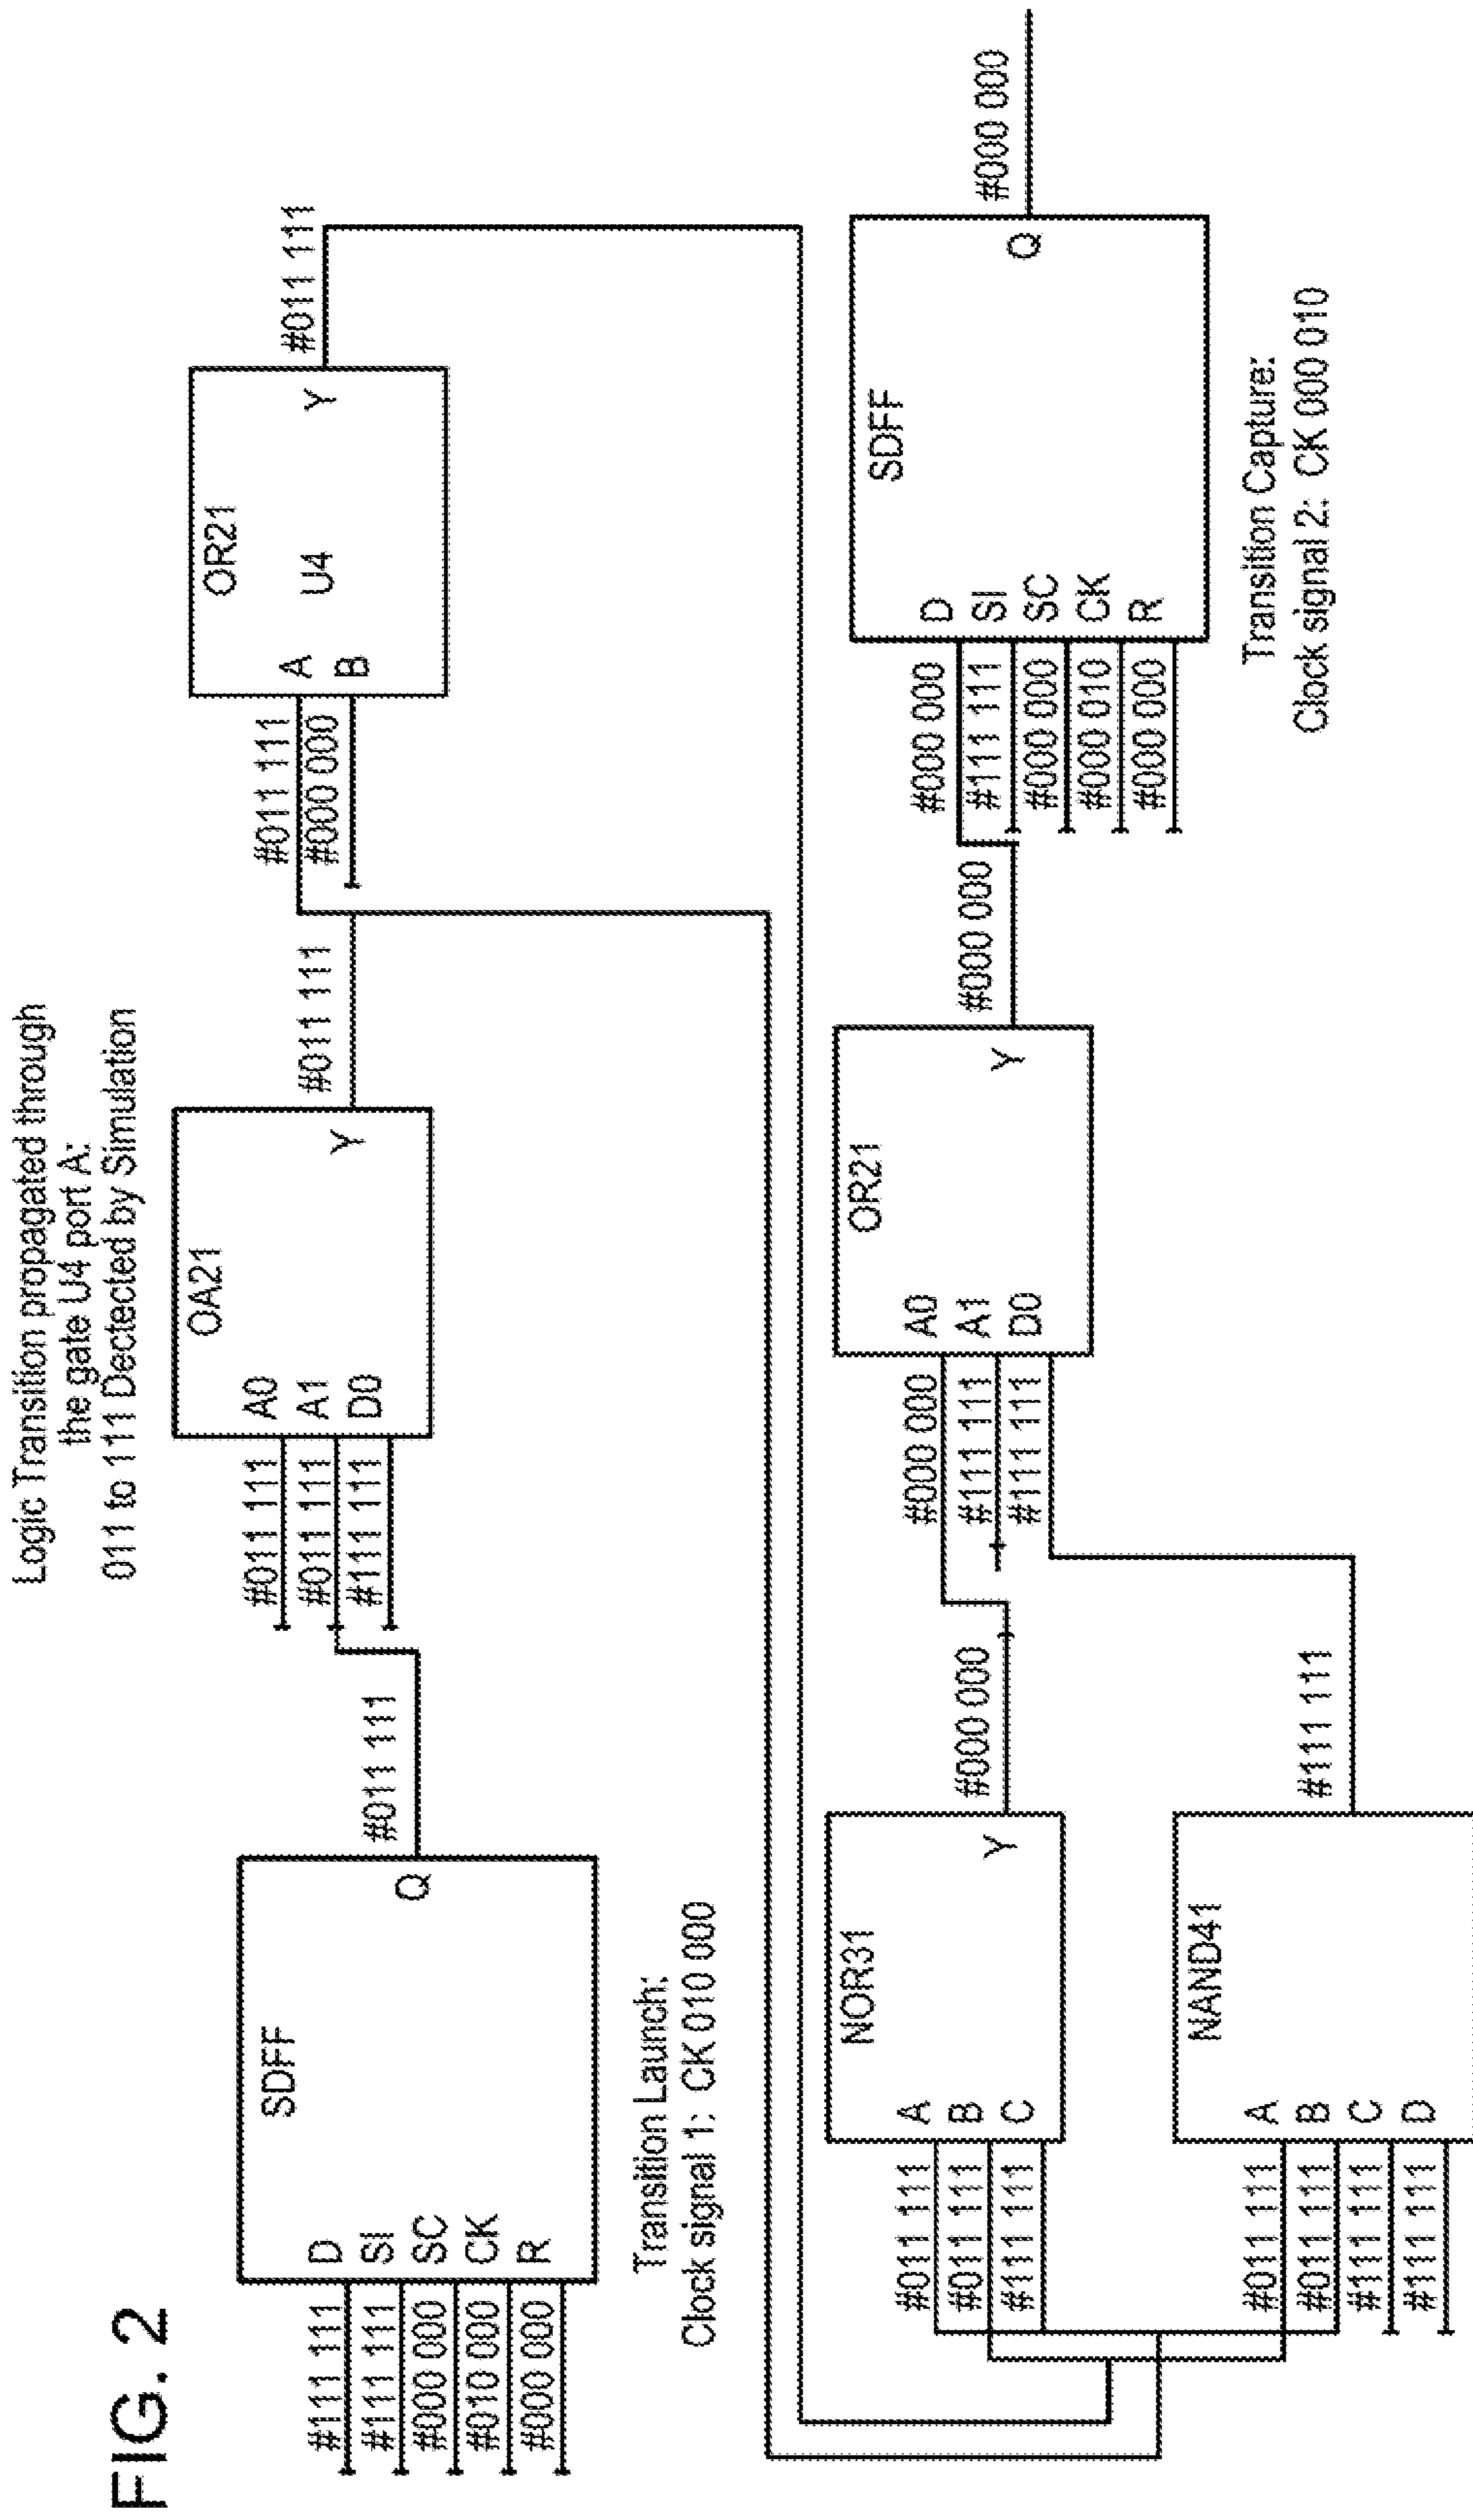 FIG. 2
Logic Transition propagated through
the gate U4 port A:
011 to 111 Dectected by Simulation
SDFF
#111 111 D
#111 111 SI
#000 000 SC
#010 000 CK
#000 000 R
Q #011 111
Transition Launch:
Clock signal 1: CK 010 000
OA21
#011 111 A0
#011 111 A1
#111 111 D0
Y #011 111
OR21
U4
#011 111 A
#000 000 B
Y #011 111
NOR31
#011 111 A
#011 111 B
#111 111 C
Y #000 000
NAND41
#011 111 A
#011 111 B
#111 111 C
#111 111 D
#111 111
OR21
#000 000 A0
#111 111 A1
#111 111 D0
Y #000 000
SDFF
#000 000 D
#111 111 SI
#000 000 SC
#000 010 CK
#000 000 R
Q #000 000
Transition Capture:
Clock signal 2: CK 000 010